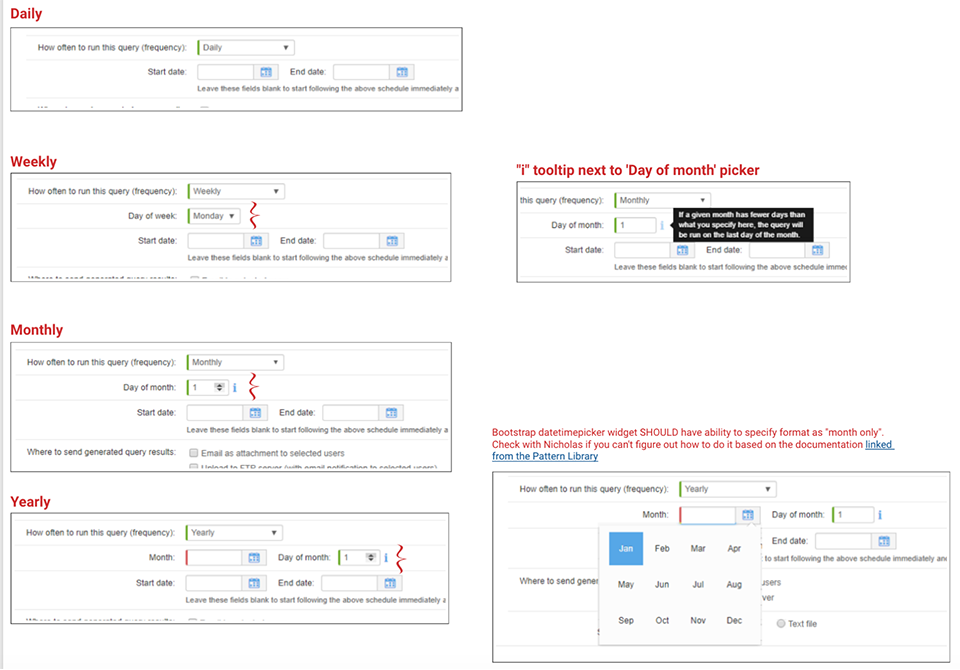 Daily
How often to run this query (frequency): Daily
Start date: End date:
Leave these fields blank to start following the above schedule immediately a
Weekly
How often to run this query (frequency): Weekly
Day of week: Monday
Start date: End date:
Leave these fields blank to start following the above schedule immediately a
Where to send generated query results:
"i" tooltip next to 'Day of month' picker
this query (frequency): Monthly
Day of month: 1 i
If a given month has fewer days than
what you specify here, the query will
be run on the last day of the month.
Start date: End date:
Leave these fields blank to start following the above schedule imme
Monthly
How often to run this query (frequency): Monthly
Day of month: 1 i
Start date: End date:
Leave these fields blank to start following the above schedule immediately a
Where to send generated query results: Email as attachment to selected users
Upload to FTP server (with email notification to selected users)
Yearly
How often to run this query (frequency): Yearly
Month: Day of month: 1 i
Start date: End date:
Leave these fields blank to start following the above schedule immediately a
Bootstrap datetimepicker widget SHOULD have ability to specify format as "month only".
Check with Nicholas if you can't figure out how to do it based on the documentation linked
from the Pattern Library
How often to run this query (frequency): Yearly
Month: Day of month: 1 i
End date:
to start following the above schedule immediately and
Where to send gener
users
ver
Text file
Jan Feb Mar Apr
May Jun Jul Aug
Sep Oct Nov Dec